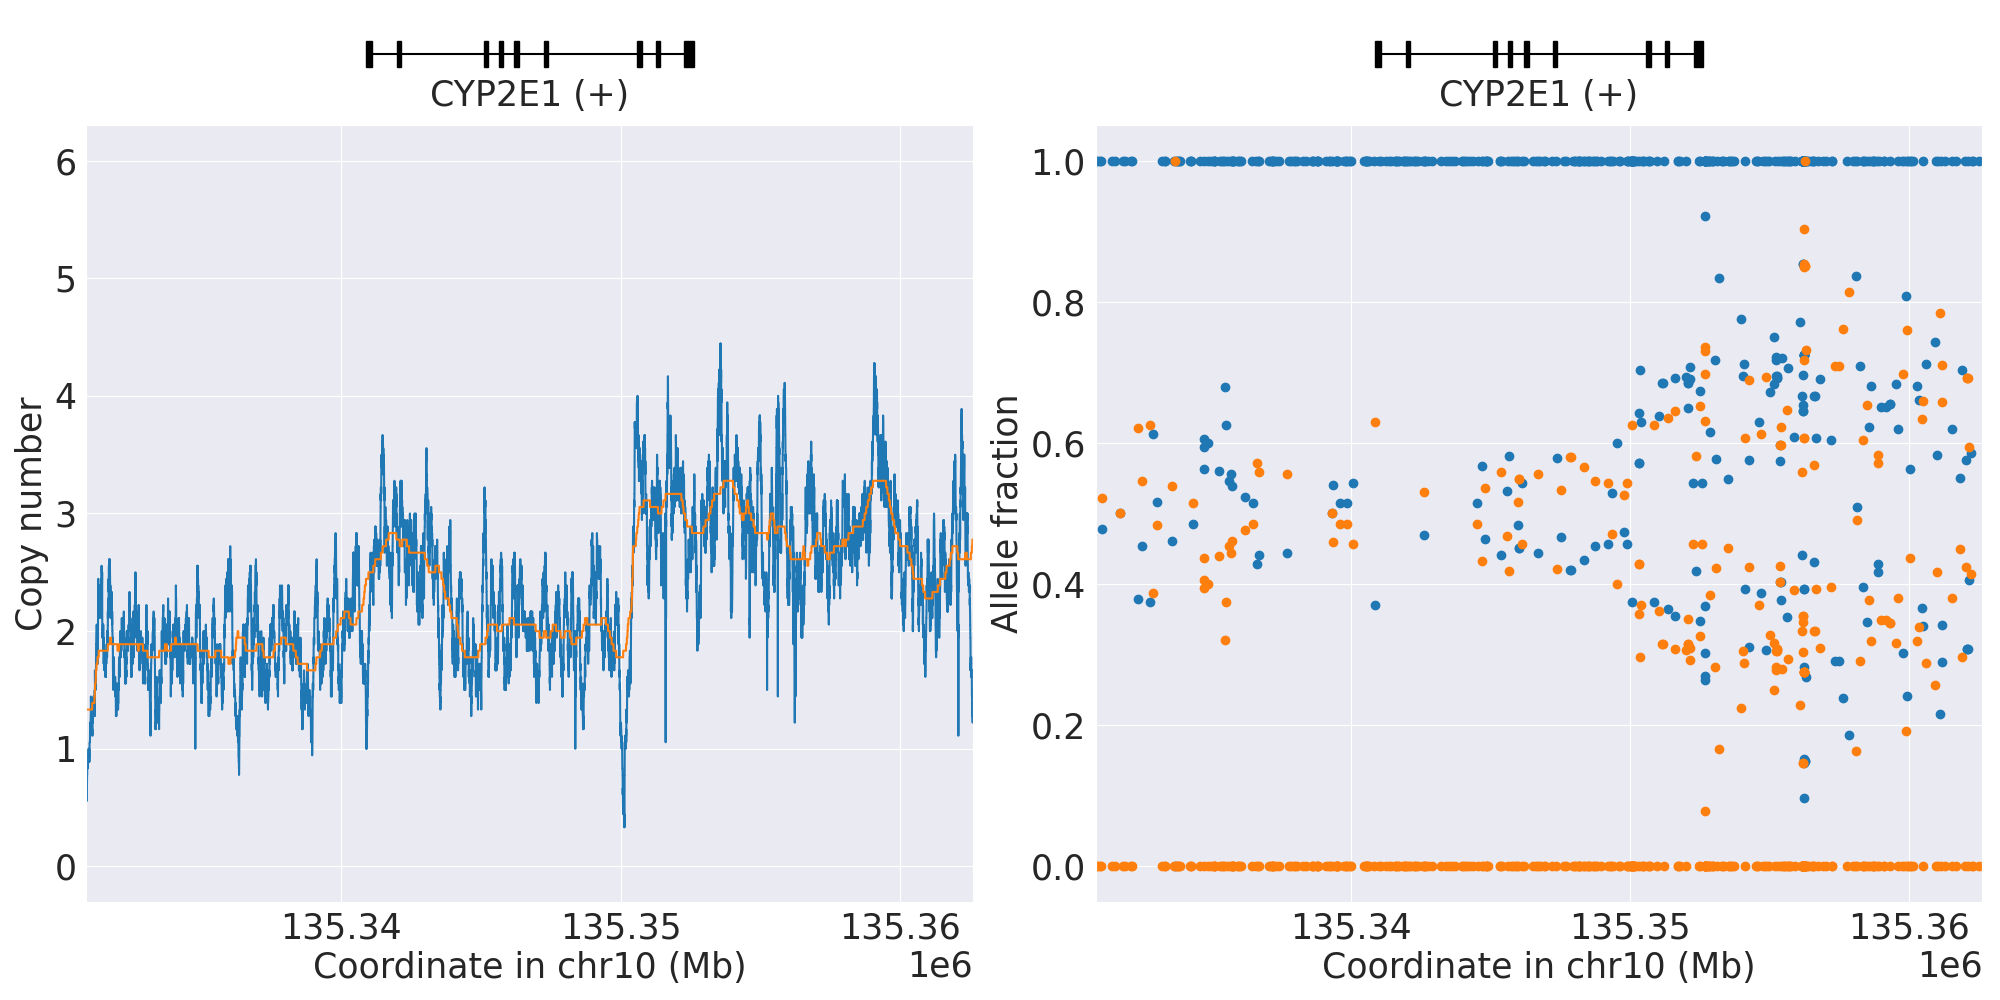 CYP2E1 (+)
6
5
4
3
2
1
0
Copy number
135.34 135.35 135.36
Coordinate in chr10 (Mb)
1e6
CYP2E1 (+)
1.0
0.8
0.6
0.4
0.2
0.0
Allele fraction
135.34 135.35 135.36
Coordinate in chr10 (Mb)
1e6